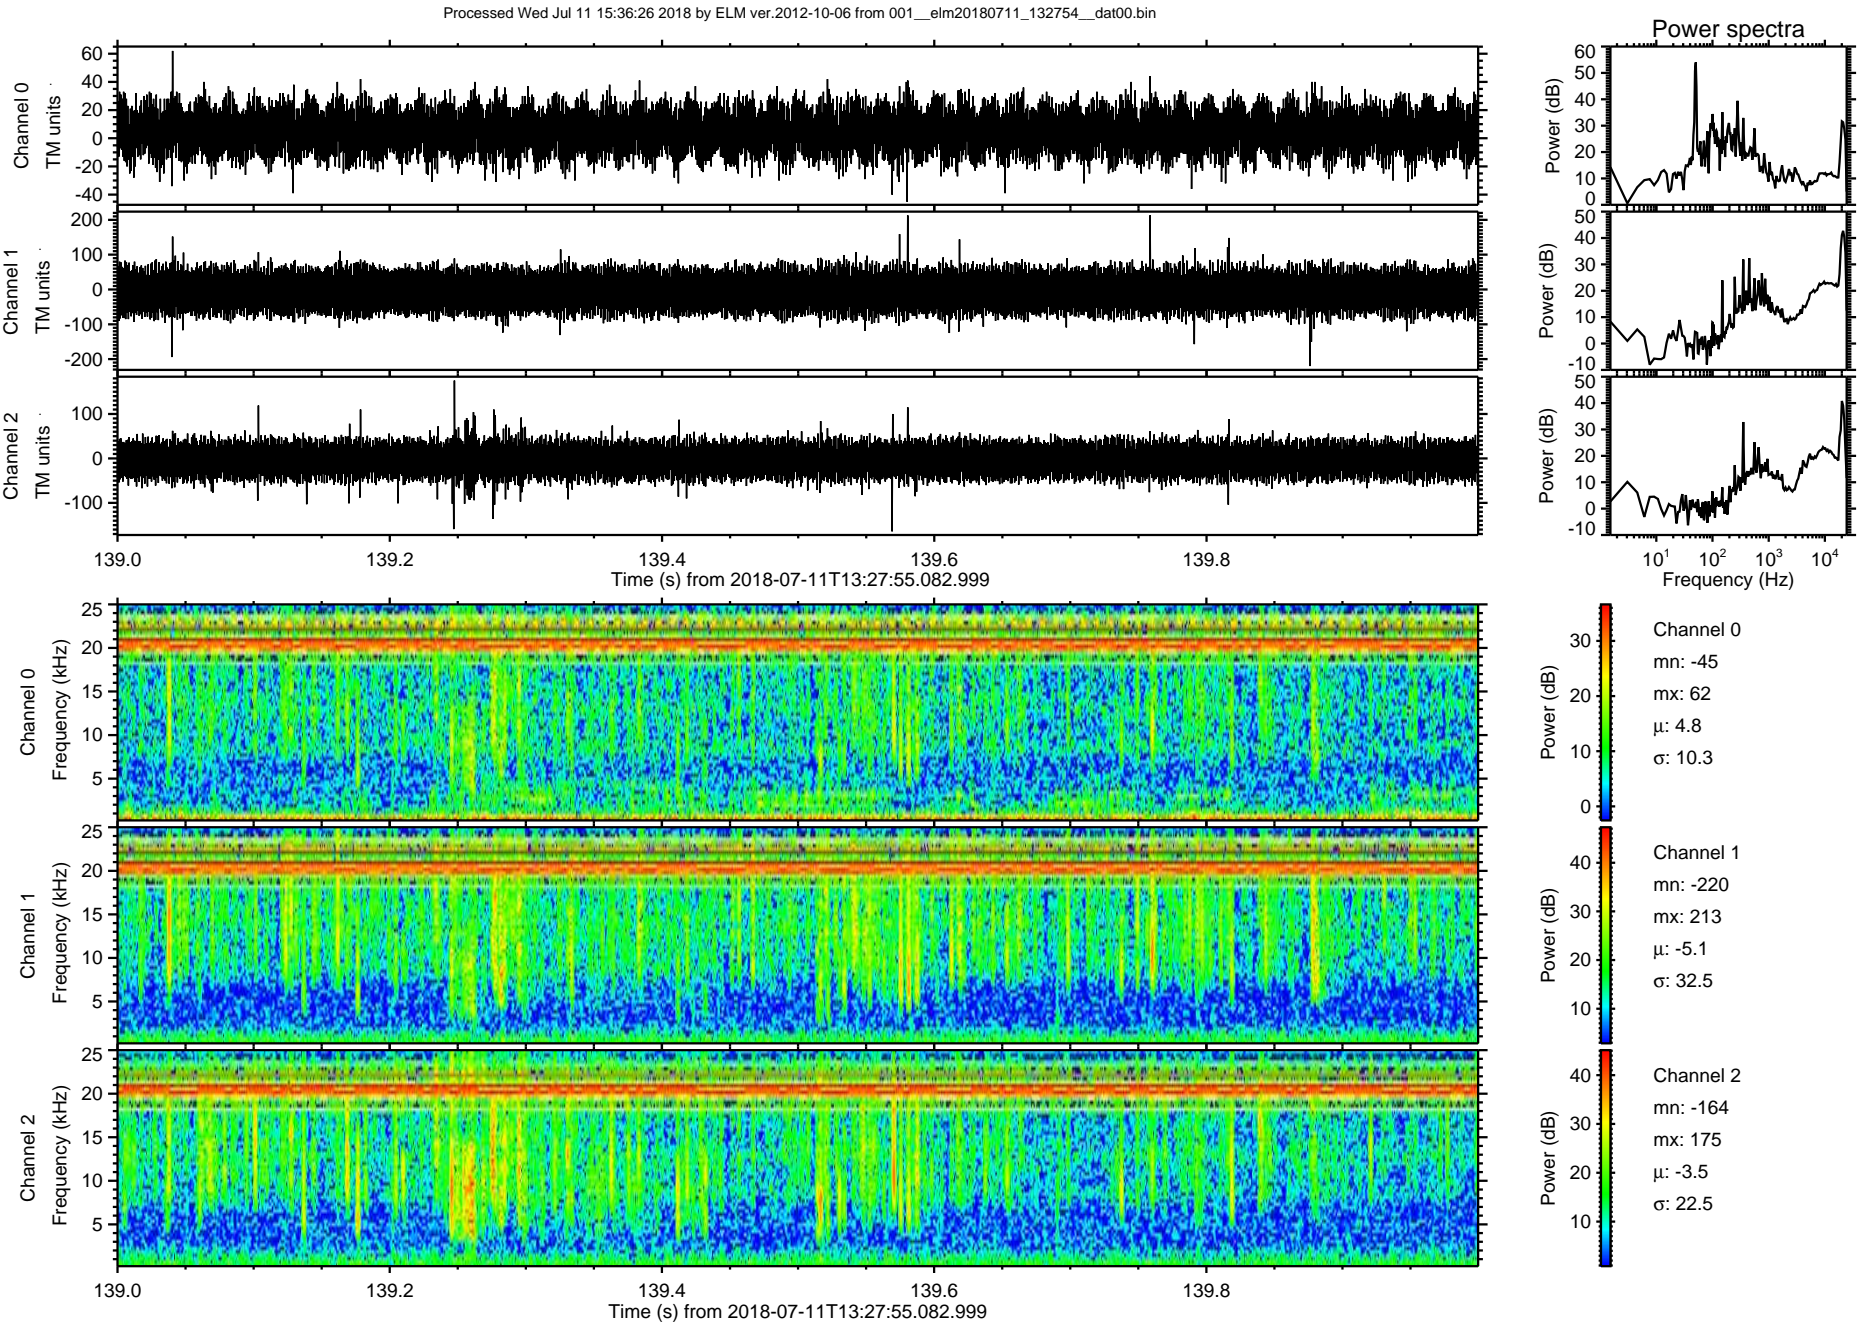 Processed Wed Jul 11 15:36:26 2018 by ELM ver.2012-10-06 from 001__elm20180711_132754__dat00.bin
Power spectra
Channel 0
TM units
60
40
20
0
-20
-40
Power (dB)
60
50
40
30
20
10
0
Channel 1
TM units
200
100
0
-100
-200
Power (dB)
50
40
30
20
10
0
-10
Channel 2
TM units
100
0
-100
Power (dB)
50
40
30
20
10
0
-10
139.0 139.2 139.4 139.6 139.8
Time (s) from 2018-07-11T13:27:55.082.999
10¹ 10² 10³ 10⁴
Frequency (Hz)
Channel 0
Frequency (kHz)
25
20
15
10
5
Power (dB)
30
20
10
0
Channel 0
mn: -45
mx: 62
μ: 4.8
σ: 10.3
Channel 1
Frequency (kHz)
25
20
15
10
5
Power (dB)
40
30
20
10
Channel 1
mn: -220
mx: 213
μ: -5.1
σ: 32.5
Channel 2
Frequency (kHz)
25
20
15
10
5
Power (dB)
40
30
20
10
Channel 2
mn: -164
mx: 175
μ: -3.5
σ: 22.5
139.0 139.2 139.4 139.6 139.8
Time (s) from 2018-07-11T13:27:55.082.999